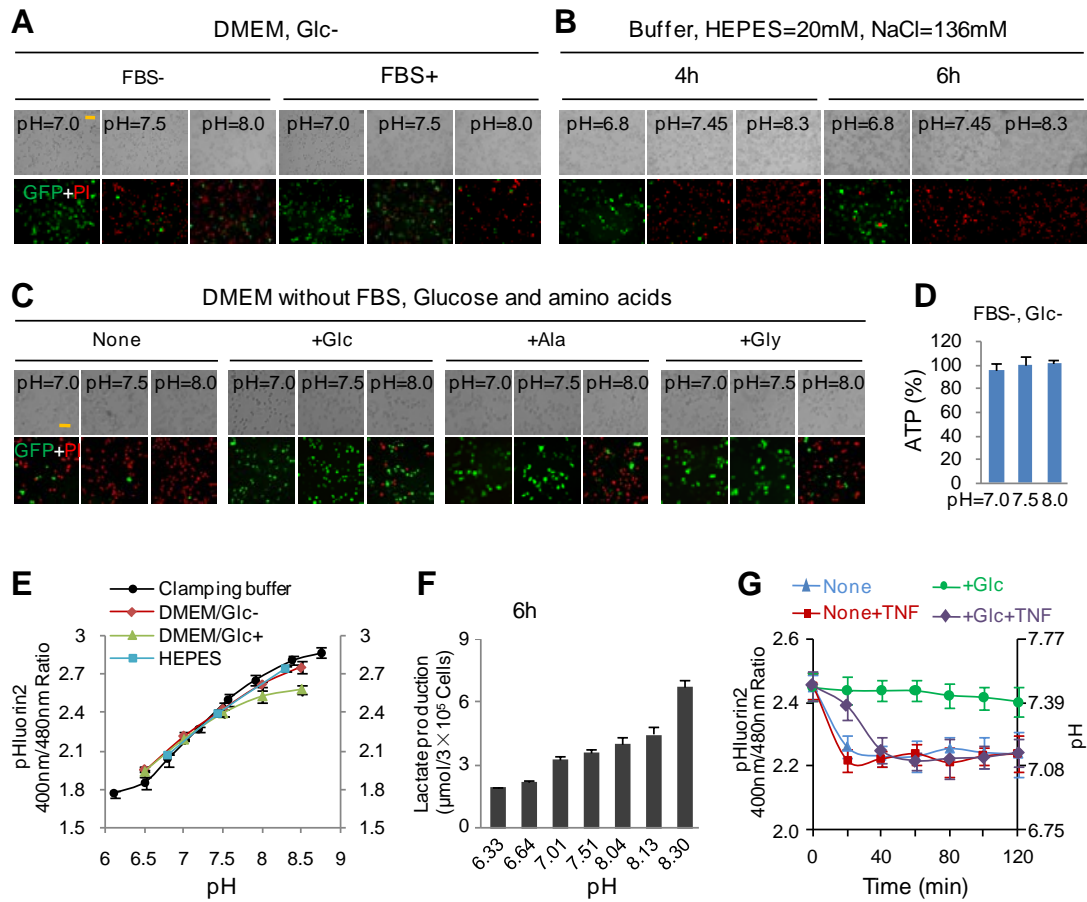 A
DMEM, Glc-
FBS-
FBS+
pH=7.0
pH=7.5
pH=8.0
pH=7.0
pH=7.5
pH=8.0
GFP+PI
B
Buffer, HEPES=20mM, NaCl=136mM
4h
6h
pH=6.8
pH=7.45
pH=8.3
pH=6.8
pH=7.45
pH=8.3
C
DMEM without FBS, Glucose and amino acids
None
+Glc
+Ala
+Gly
pH=7.0
pH=7.5
pH=8.0
pH=7.0
pH=7.5
pH=8.0
pH=7.0
pH=7.5
pH=8.0
pH=7.0
pH=7.5
pH=8.0
GFP+PI
D
FBS-, Glc-
ATP (%)
120
100
80
60
40
20
0
pH=7.0 7.5 8.0
E
Clamping buffer
DMEM/Glc-
DMEM/Glc+
HEPES
pHluorin2
400nm/480nm Ratio
3
2.7
2.4
2.1
1.8
1.5
3
2.7
2.4
2.1
1.8
1.5
6 6.5 7 7.5 8 8.5 9
pH
F
6h
Lactate production
(μmol/3×10⁵ Cells)
9
6
3
0
6.33 6.64 7.01 7.51 8.04 8.13 8.30
pH
G
None
+Glc
None+TNF
+Glc+TNF
pHluorin2
400nm/480nm Ratio
2.6
2.4
2.2
2.0
7.77
7.39
7.08
6.75
pH
0 40 80 120
Time (min)